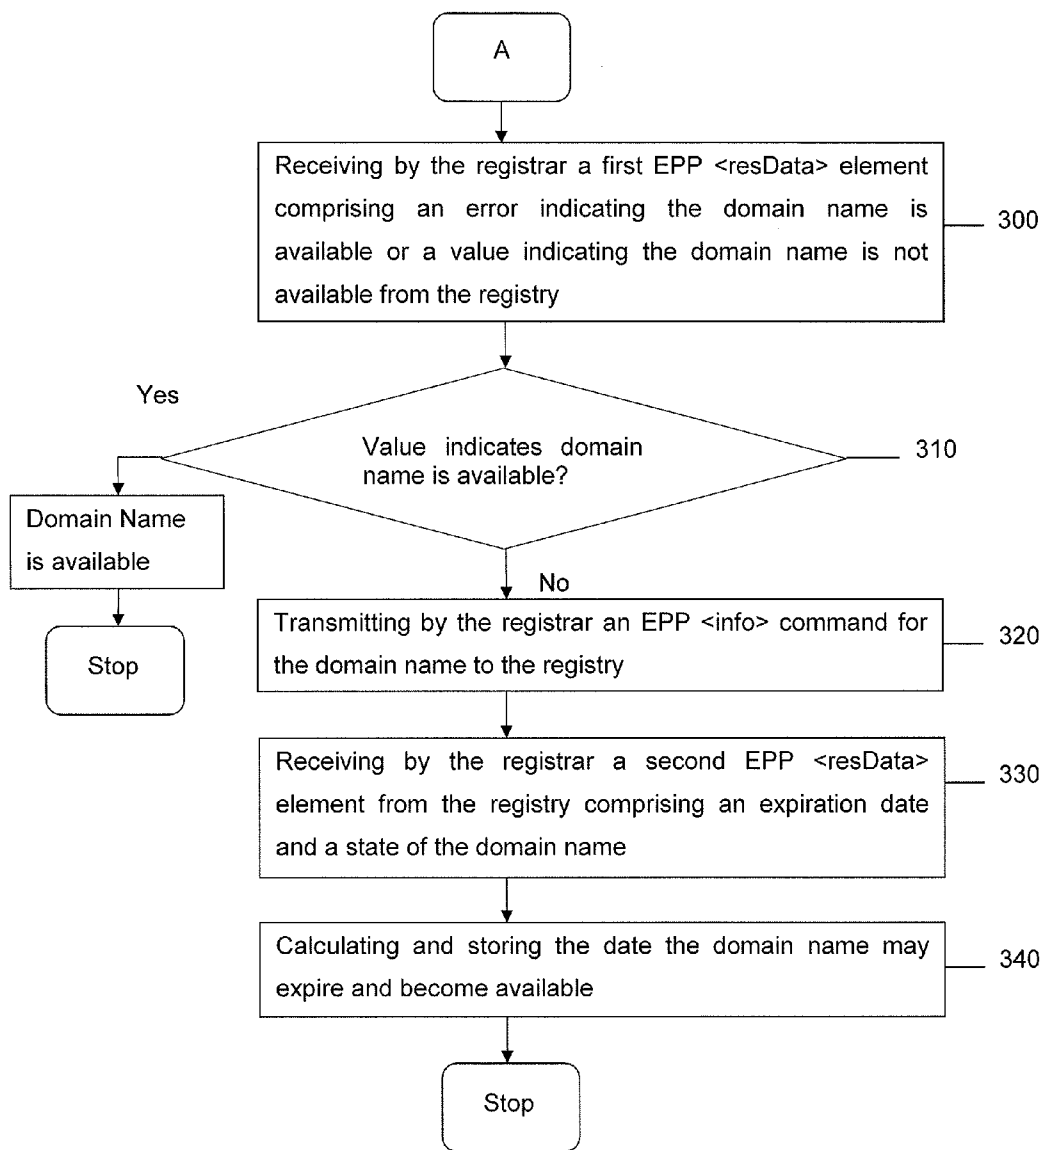 A
Receiving by the registrar a first EPP <resData> element
comprising an error indicating the domain name is
available or a value indicating the domain name is not
available from the registry
300
Yes
Value indicates domain
name is available?
310
Domain Name
is available
Stop
No
Transmitting by the registrar an EPP <info> command for
the domain name to the registry
320
Receiving by the registrar a second EPP <resData>
element from the registry comprising an expiration date
and a state of the domain name
330
Calculating and storing the date the domain name may
expire and become available
340
Stop